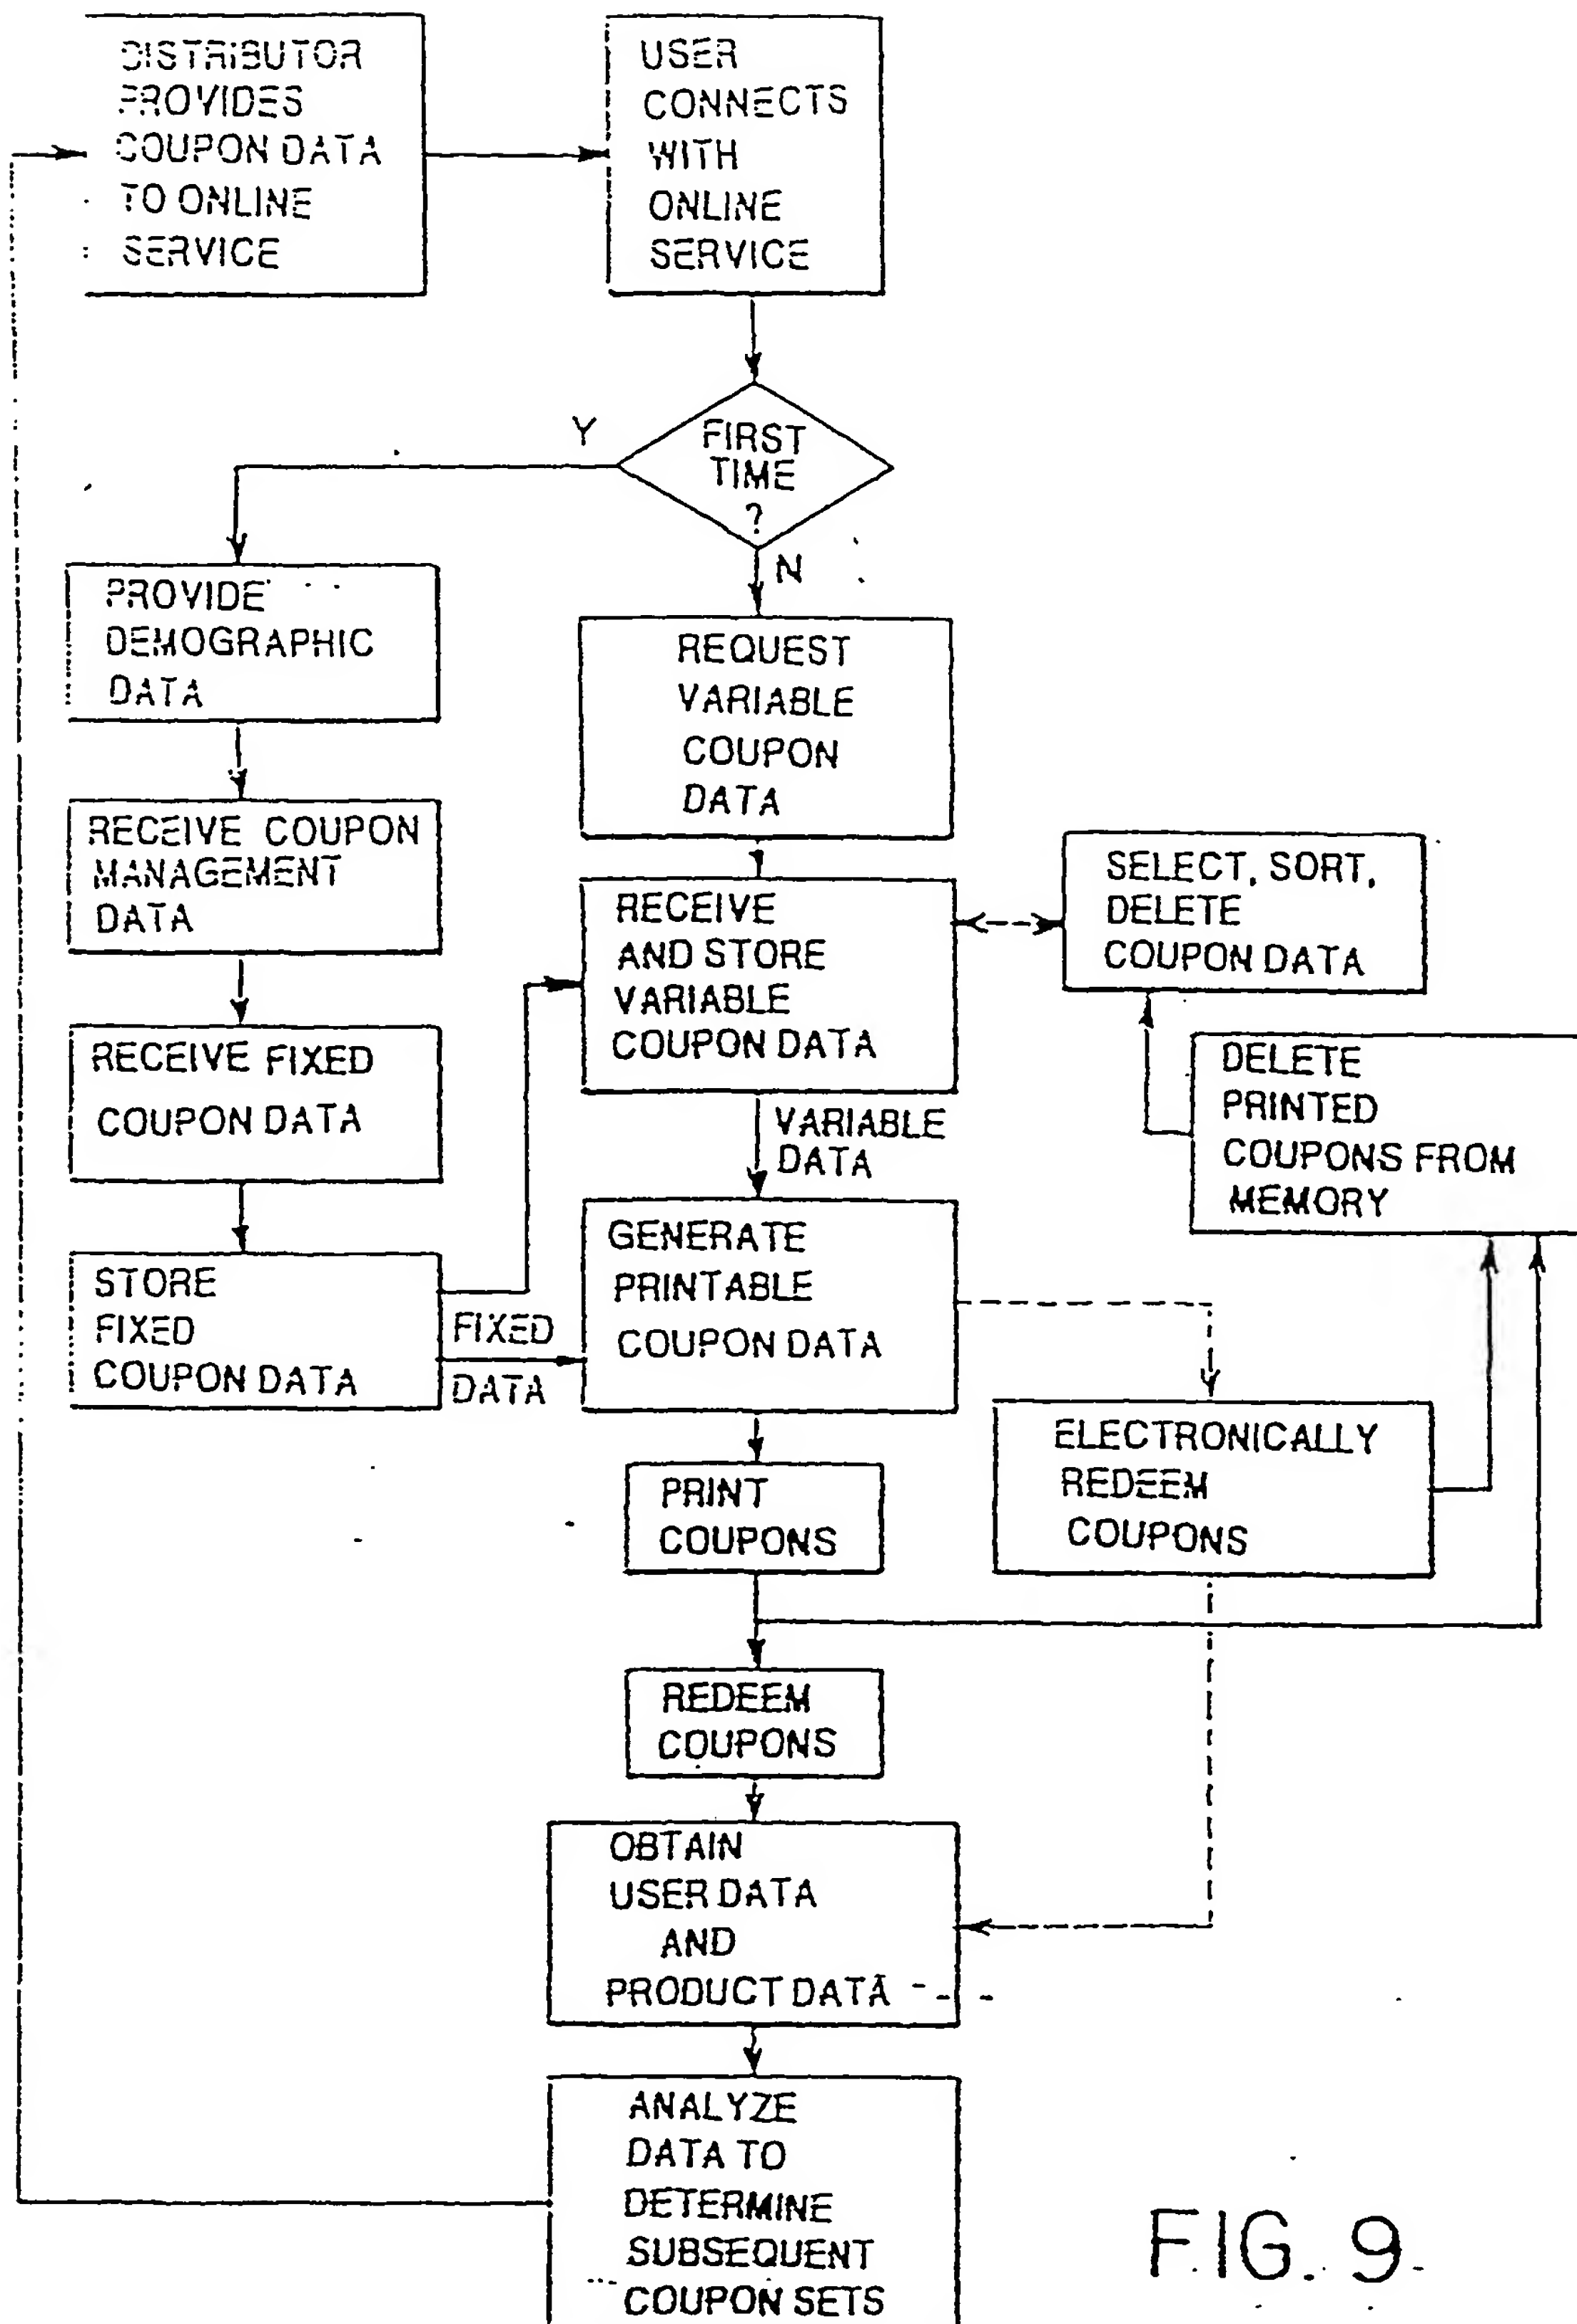 DISTRIBUTOR
PROVIDES
COUPON DATA
TO ONLINE
SERVICE
USER
CONNECTS
WITH
ONLINE
SERVICE
FIRST
TIME
?
Y
N
PROVIDE
DEMOGRAPHIC
DATA
REQUEST
VARIABLE
COUPON
DATA
RECEIVE COUPON
MANAGEMENT
DATA
RECEIVE
AND STORE
VARIABLE
COUPON DATA
SELECT, SORT,
DELETE
COUPON DATA
RECEIVE FIXED
COUPON DATA
VARIABLE
DATA
DELETE
PRINTED
COUPONS FROM
MEMORY
STORE
FIXED
COUPON DATA
FIXED
DATA
GENERATE
PRINTABLE
COUPON DATA
ELECTRONICALLY
REDEEM
COUPONS
PRINT
COUPONS
REDEEM
COUPONS
OBTAIN
USER DATA
AND
PRODUCT DATA
ANALYZE
DATA TO
DETERMINE
SUBSEQUENT
COUPON SETS
FIG. 9